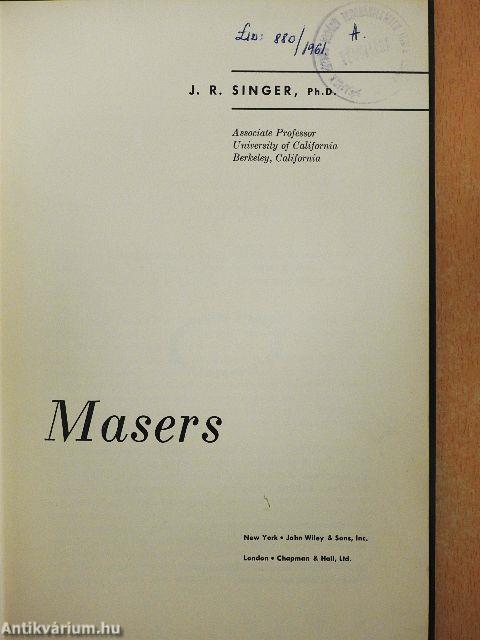 Lio: 880/1961. A.
J. R. SINGER, Ph.D.
Associate Professor
University of California
Berkeley, California
Masers
New York • John Wiley & Sons, Inc.
London • Chapman & Hall, Ltd.
Antikvárium.hu